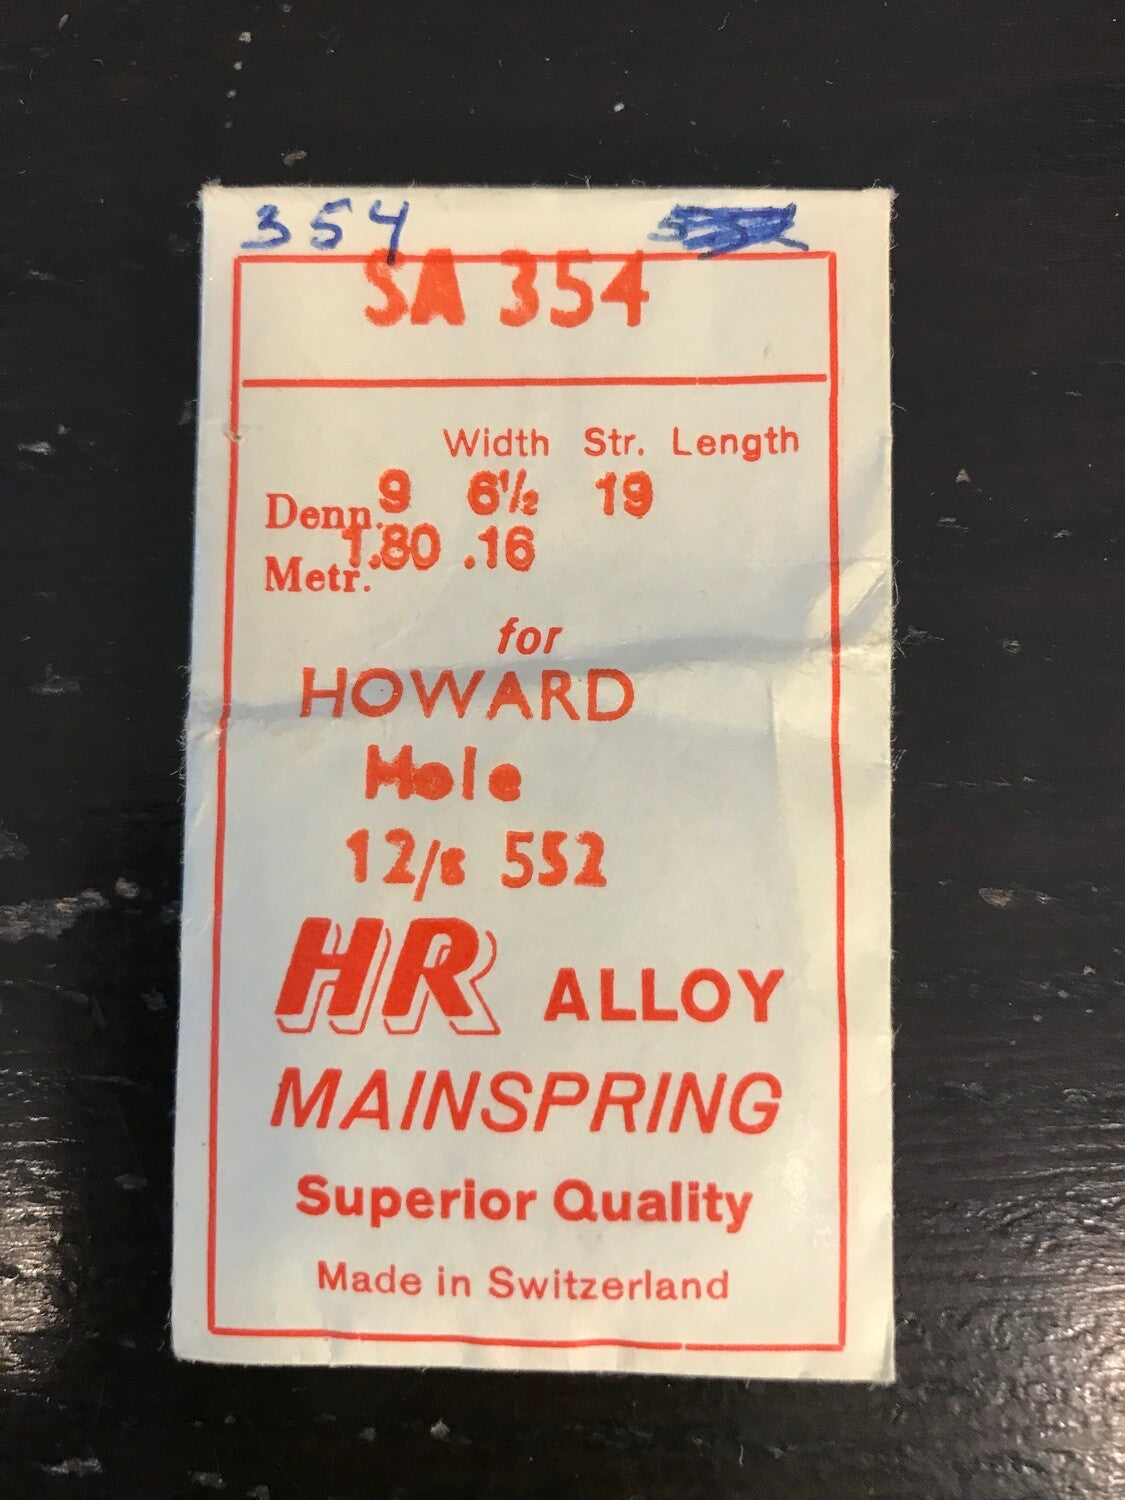 354
SA 354
Width Str. Length
Denn. 9 6½ 19
Metr. 1.80 .16
for
HOWARD
Hole
12/s 552
HR ALLOY
MAINSPRING
Superior Quality
Made in Switzerland